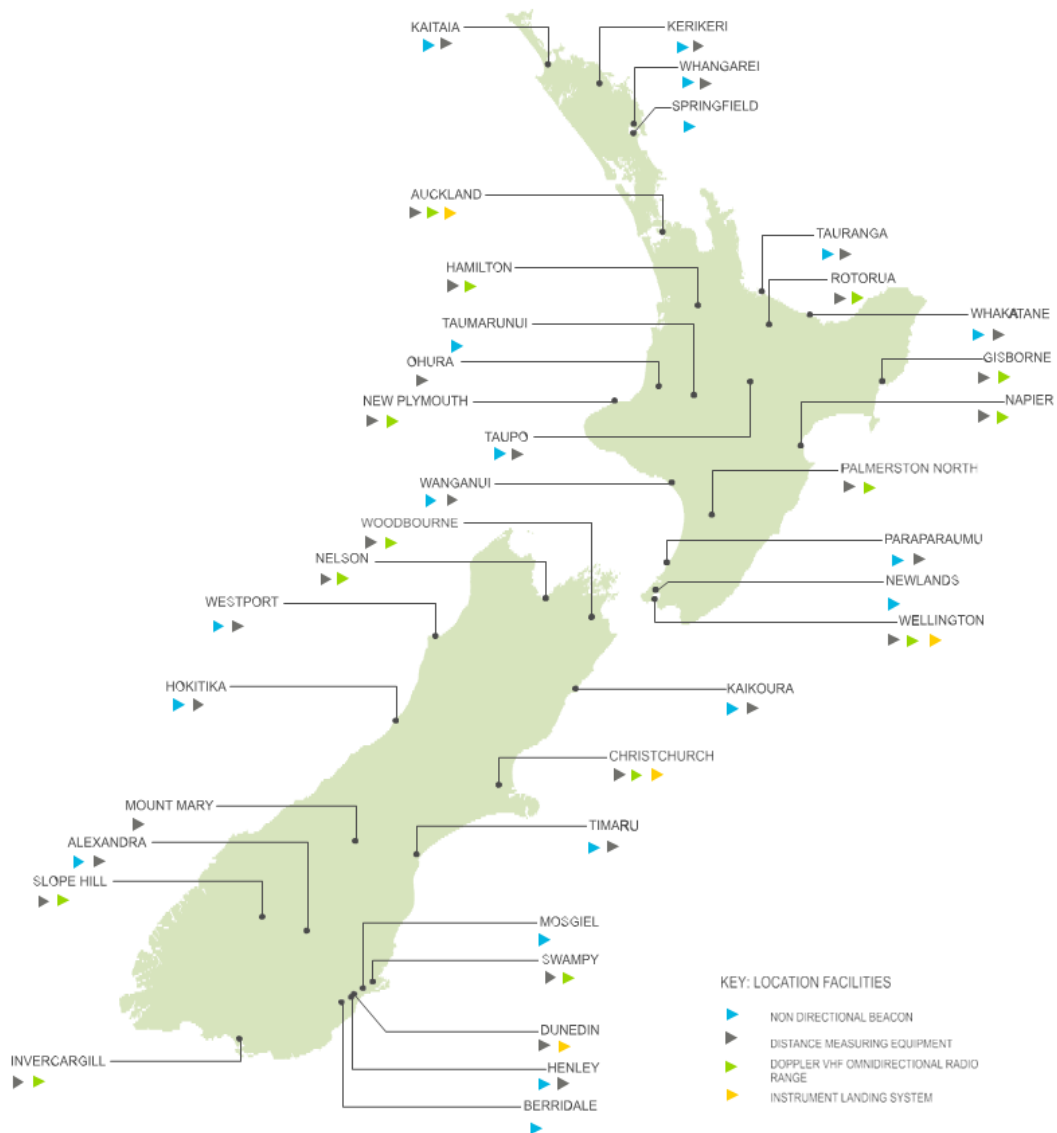 KAITAIA
KERIKERI
WHANGAREI
SPRINGFIELD
AUCKLAND
TAURANGA
HAMILTON
ROTORUA
TAUMARUNUI
WHAKATANE
OHURA
GISBORNE
NEW PLYMOUTH
NAPIER
TAUPO
PALMERSTON NORTH
WANGANUI
WOODBOURNE
PARAPARAUMU
NELSON
NEWLANDS
WESTPORT
WELLINGTON
HOKITIKA
KAIKOURA
CHRISTCHURCH
MOUNT MARY
TIMARU
ALEXANDRA
SLOPE HILL
MOSGIEL
SWAMPY
DUNEDIN
INVERCARGILL
HENLEY
BERRIDALE
KEY: LOCATION FACILITIES
NON DIRECTIONAL BEACON
DISTANCE MEASURING EQUIPMENT
DOPPLER VHF OMNIDIRECTIONAL RADIO
RANGE
INSTRUMENT LANDING SYSTEM